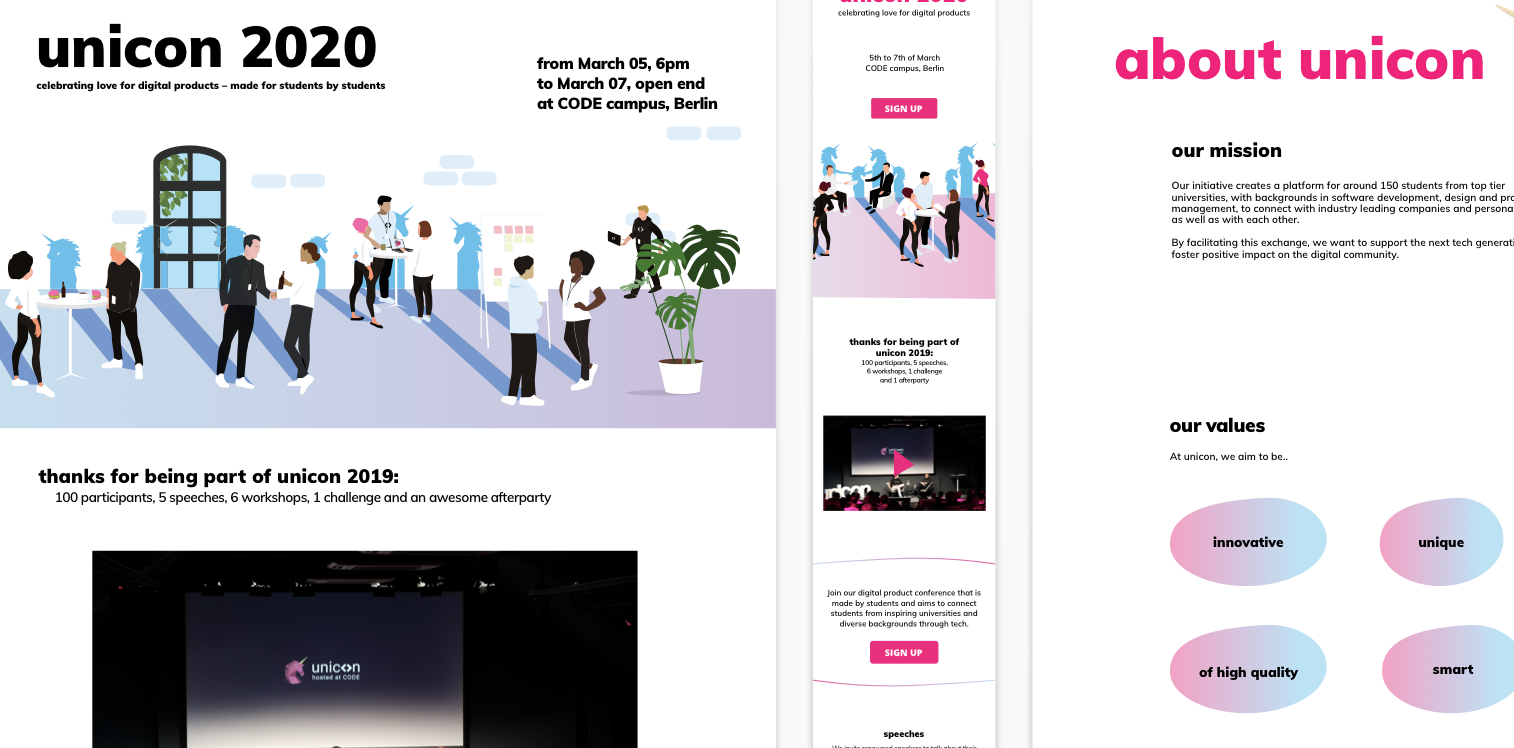 unicon 2020
celebrating love for digital products – made for students by students
from March 05, 6pm
to March 07, open end
at CODE campus, Berlin
thanks for being part of unicon 2019:
100 participants, 5 speeches, 6 workshops, 1 challenge and an awesome afterparty
unic<>n
hosted at CODE
celebrating love for digital products
5th to 7th of March
CODE campus, Berlin
SIGN UP
thanks for being part of
unicon 2019:
100 participants, 5 speeches,
6 workshops, 1 challenge
and 1 afterparty
Join our digital product conference that is
made by students and aims to connect
students from inspiring universities and
diverse backgrounds through tech.
SIGN UP
speeches
about unicon
our mission
Our initiative creates a platform for around 150 students from top tier
universities, with backgrounds in software development, design and
management, to connect with industry leading companies and
as well as with each other.
By facilitating this exchange, we want to support the next tech
foster positive impact on the digital community.
our values
At unicon, we aim to be..
innovative
unique
of high quality
smart